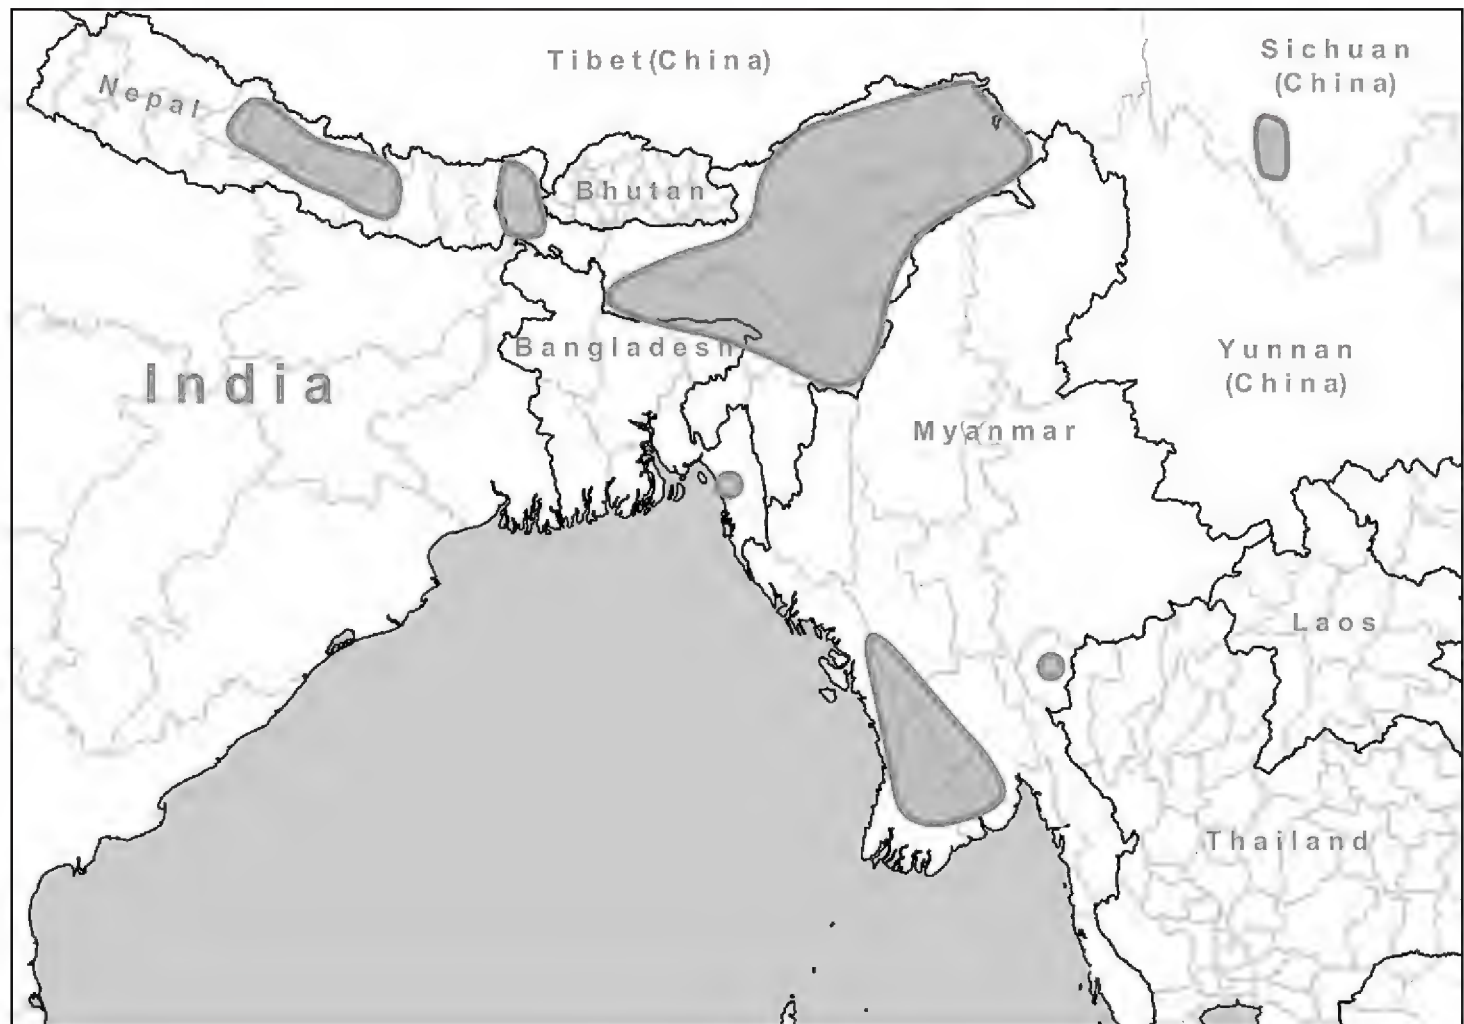 Tibet(China)
Sichuan
(China)
Nepal
Bhutan
Bangladesh
Yunnan
(China)
India
Myanmar
Laos
Thailand